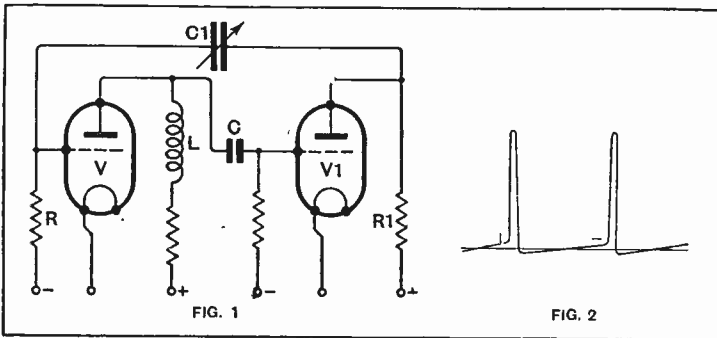 C1
C
L
V
V1
R
R1
- + - +
FIG. 1
FIG. 2